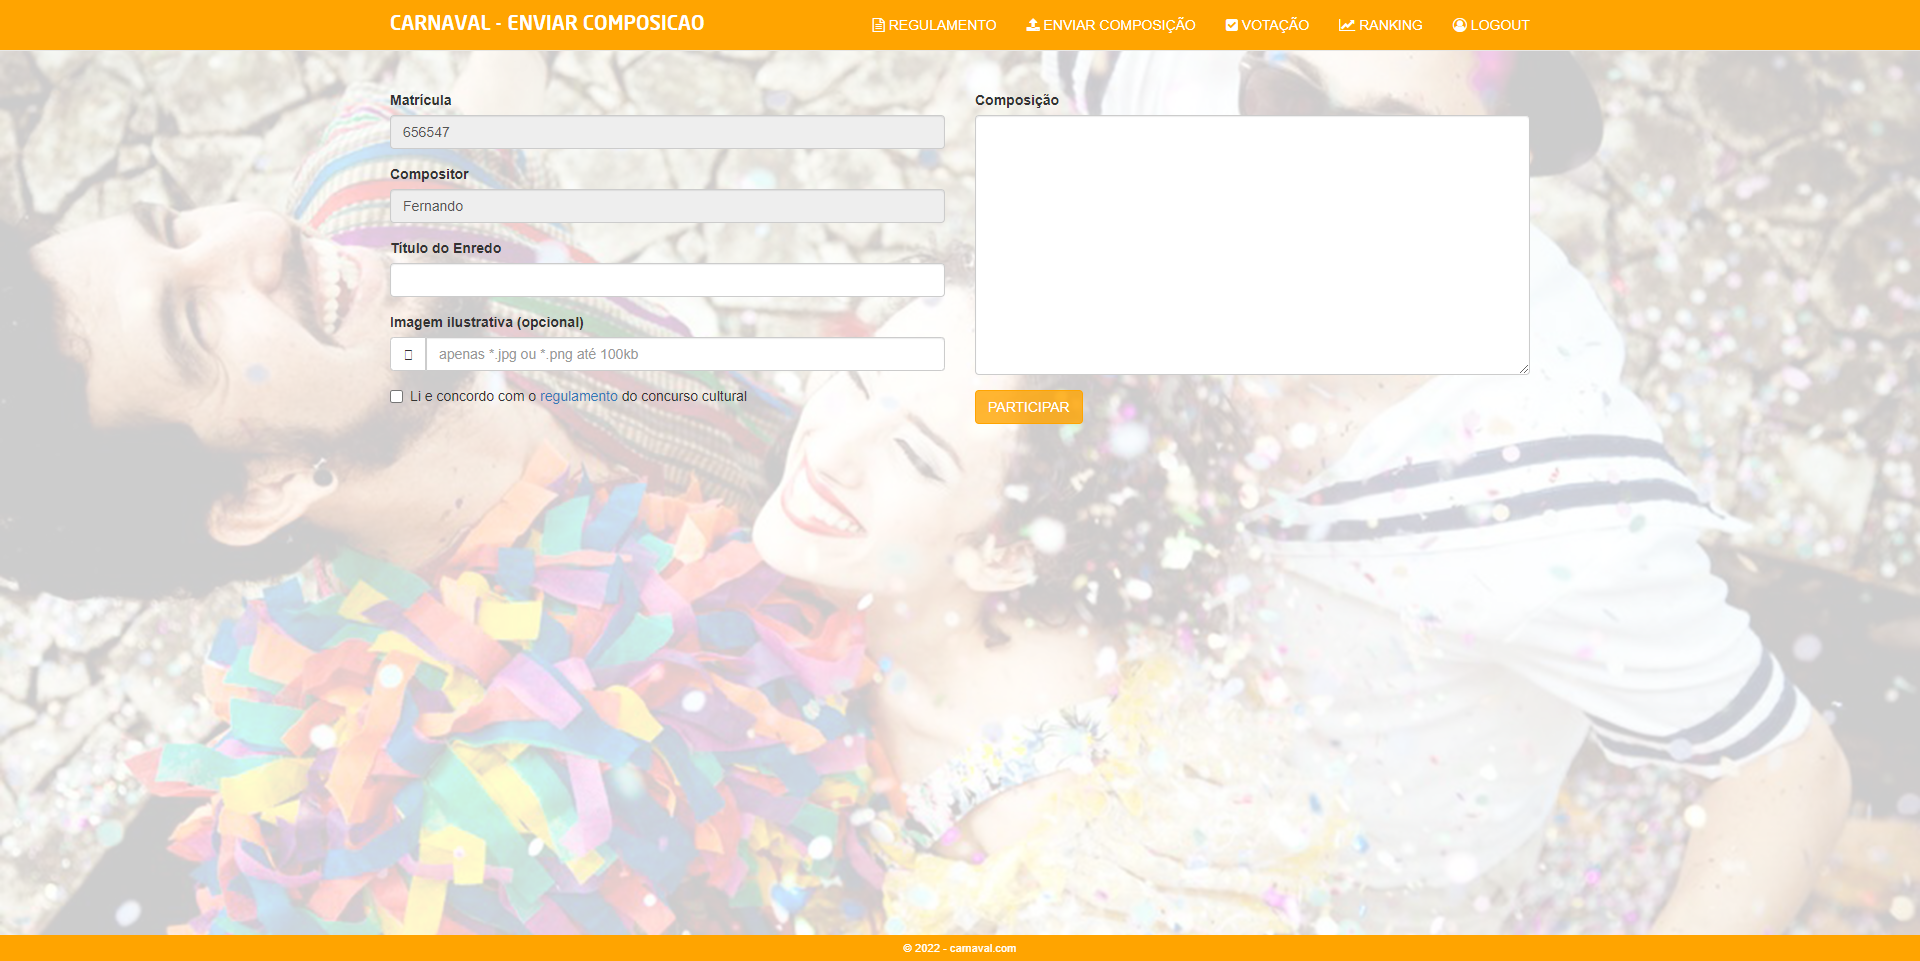 CARNAVAL - ENVIAR COMPOSICAO
REGULAMENTO
ENVIAR COMPOSIÇÃO
VOTAÇÃO
RANKING
LOGOUT
Matrícula
656547
Compositor
Fernando
Título do Enredo
Imagem ilustrativa (opcional)
apenas *.jpg ou *.png até 100kb
Li e concordo com o regulamento do concurso cultural
Composição
PARTICIPAR
© 2022 - carnaval.com